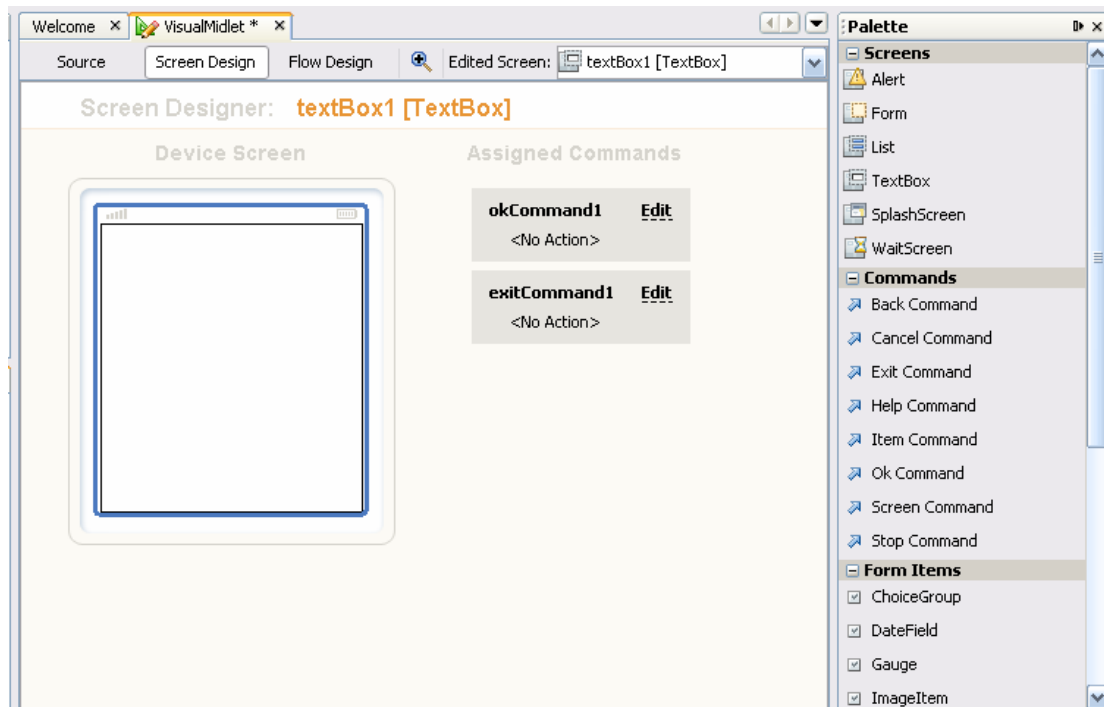 Welcome
VisualMidlet *
Source
Screen Design
Flow Design
Edited Screen:
textBox1 [TextBox]
Screen Designer: textBox1 [TextBox]
Device Screen
Assigned Commands
okCommand1 Edit
<No Action>
exitCommand1 Edit
<No Action>
Palette
Screens
Alert
Form
List
TextBox
SplashScreen
WaitScreen
Commands
Back Command
Cancel Command
Exit Command
Help Command
Item Command
Ok Command
Screen Command
Stop Command
Form Items
ChoiceGroup
DateField
Gauge
ImageItem